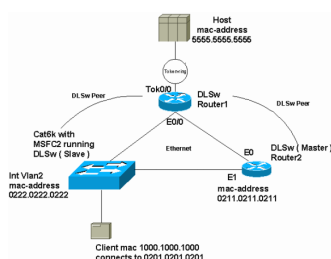 Host
mac-address
5555.5555.5555
Token ring
Tok0/0
DLSw
Router1
DLSw Peer
DLSw Peer
E0/0
Cat6k with
MSFC2 running
DLSw ( Slave )
Ethernet
E0
DLSw ( Master )
Router2
E1
Int Vlan2
mac-address
0222.0222.0222
mac-address
0211.0211.0211
Client mac 1000.1000.1000
connects to 0201.0201.0201